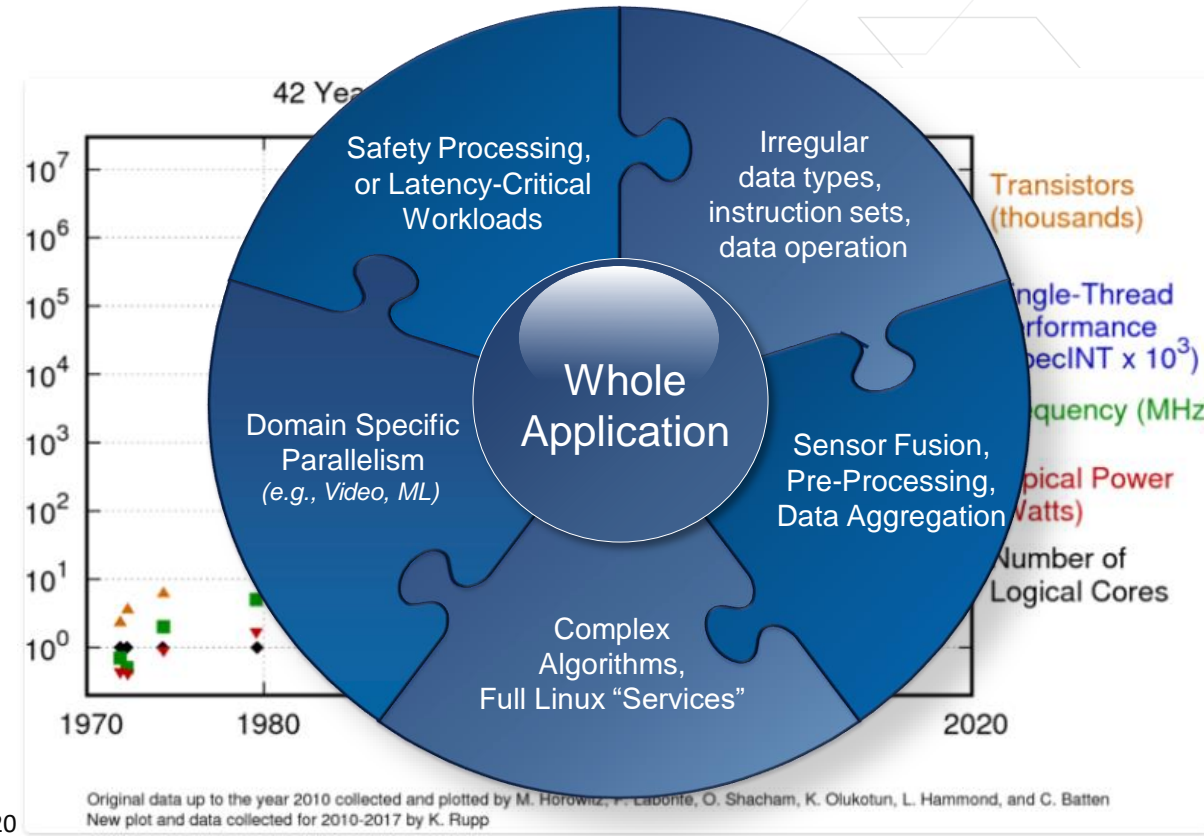 42 Yea
10^7
10^6
10^5
10^4
10^3
10^2
10^1
10^0
1970
1980
2020
Safety Processing,
or Latency-Critical
Workloads
Irregular
data types,
instruction sets,
data operation
Domain Specific
Parallelism
(e.g., Video, ML)
Whole
Application
Sensor Fusion,
Pre-Processing,
Data Aggregation
Complex
Algorithms,
Full Linux “Services”
Transistors
(thousands)
ngle-Thread
rformance
pecINT x 10^3)
quency (MHz
pical Power
Watts)
Number of
Logical Cores
Original data up to the year 2010 collected and plotted by M. Horowitz, F. Labonte, O. Shacham, K. Olukotun, L. Hammond, and C. Batten
New plot and data collected for 2010-2017 by K. Rupp
20